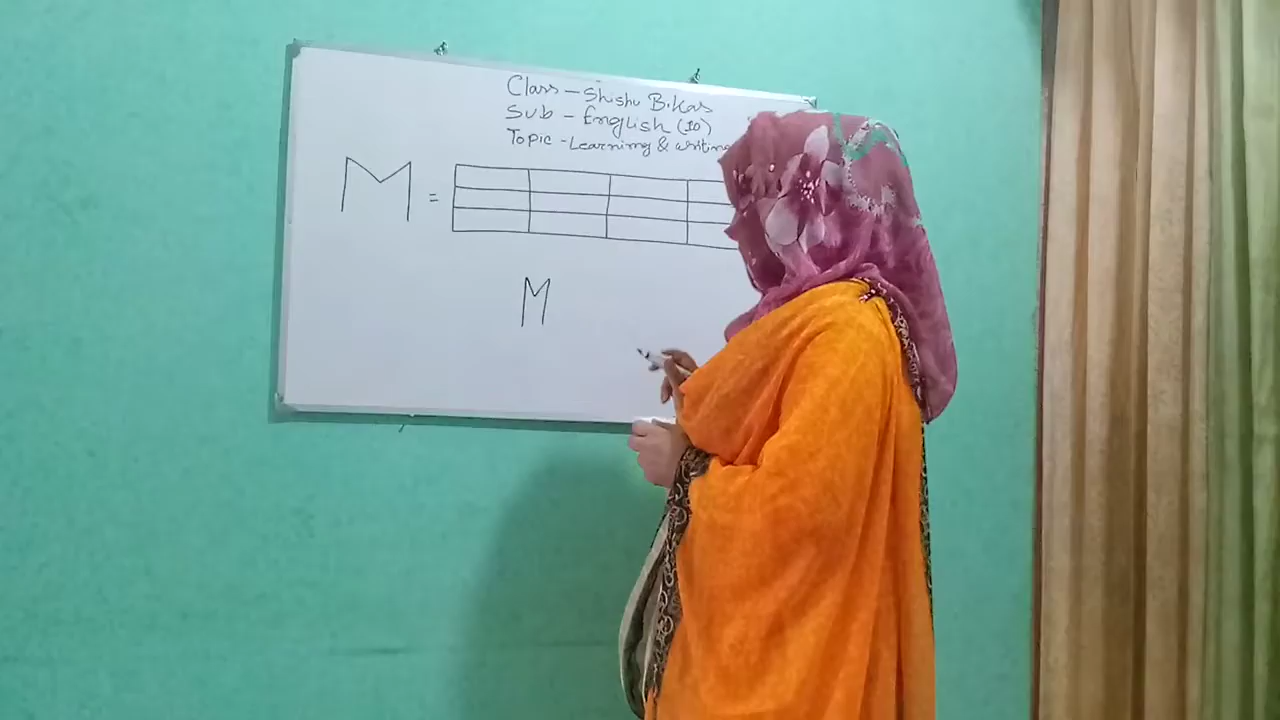 Class - Shishu Bikas
Sub - English (10)
Topic - Learning & writing
M =
M